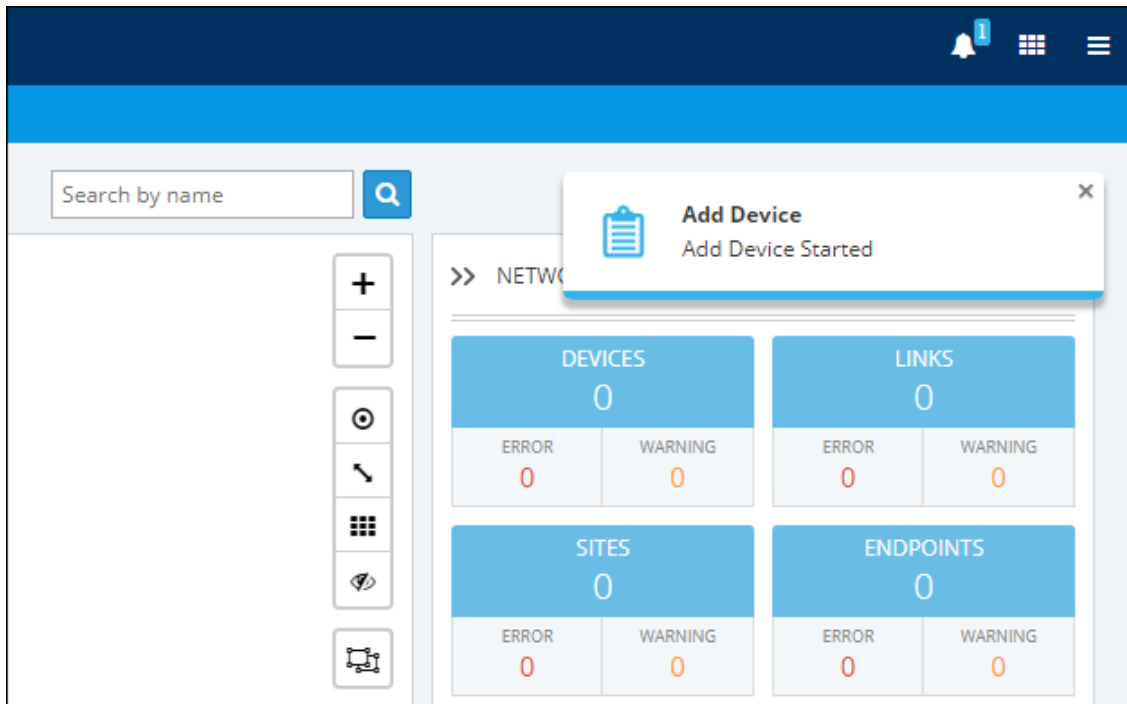 1
Search by name
Add Device
Add Device Started
DEVICES
0
LINKS
0
ERROR
0
WARNING
0
ERROR
0
WARNING
0
SITES
0
ENDPOINTS
0
ERROR
0
WARNING
0
ERROR
0
WARNING
0